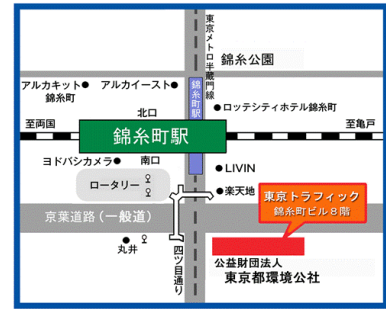 東京メトロ半蔵門線
錦糸公園
アルカキット
錦糸町
アルカイースト
錦糸町駅
ロッテシティホテル錦糸町
北口
至両国
錦糸町駅
至亀戸
ヨドバシカメラ
南口
LIVIN
ロータリー
楽天地
東京トラフィック
錦糸町ビル8階
京葉道路(一般道)
丸井
四ツ目通り
公益財団法人
東京都環境公社